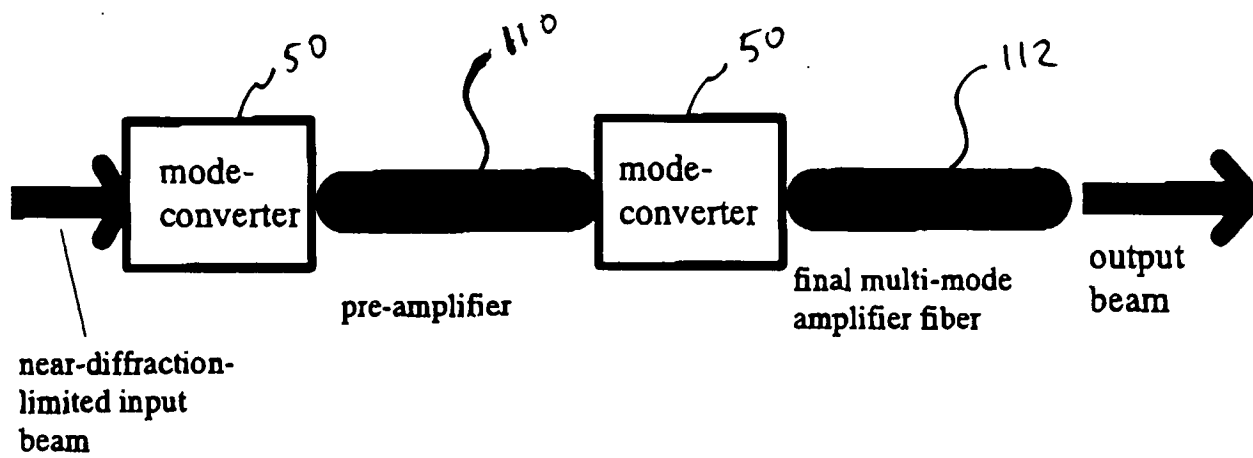 50
110
50
112
mode-
converter
mode-
converter
pre-amplifier
final multi-mode
amplifier fiber
output
beam
near-diffraction-
limited input
beam